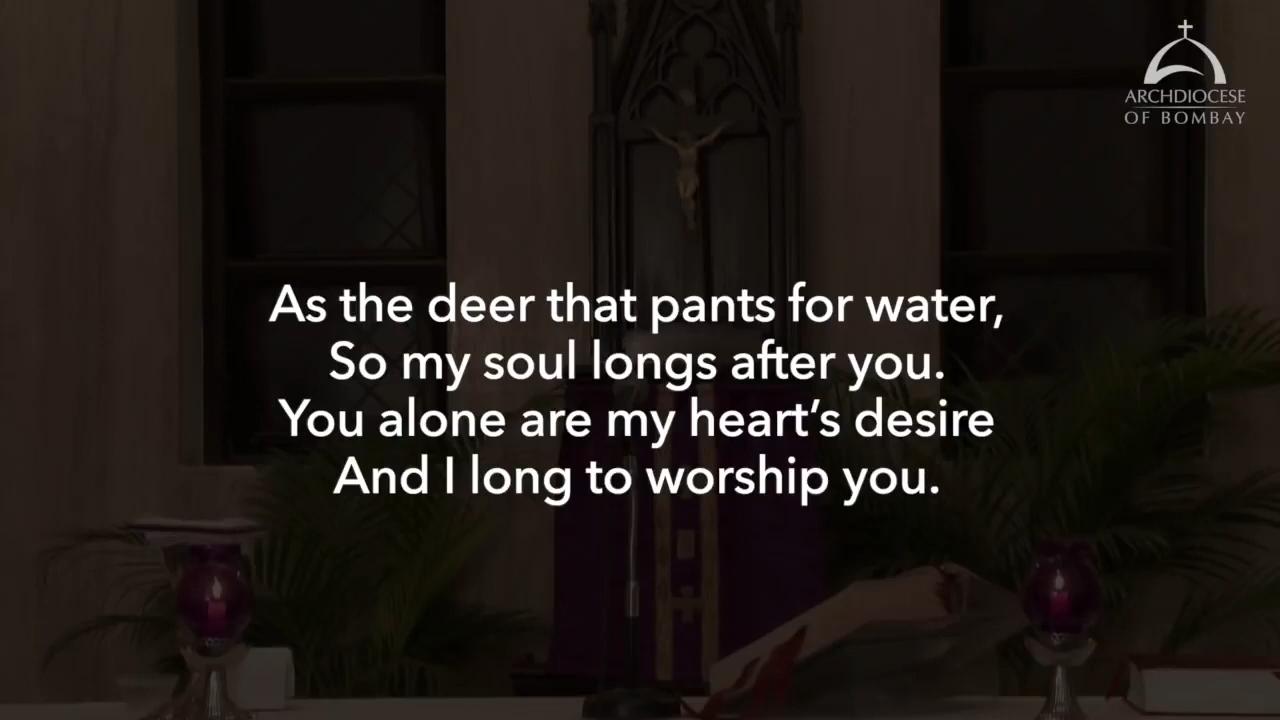 ARCHDIOCESE
OF BOMBAY
As the deer that pants for water,
So my soul longs after you.
You alone are my heart’s desire
And I long to worship you.